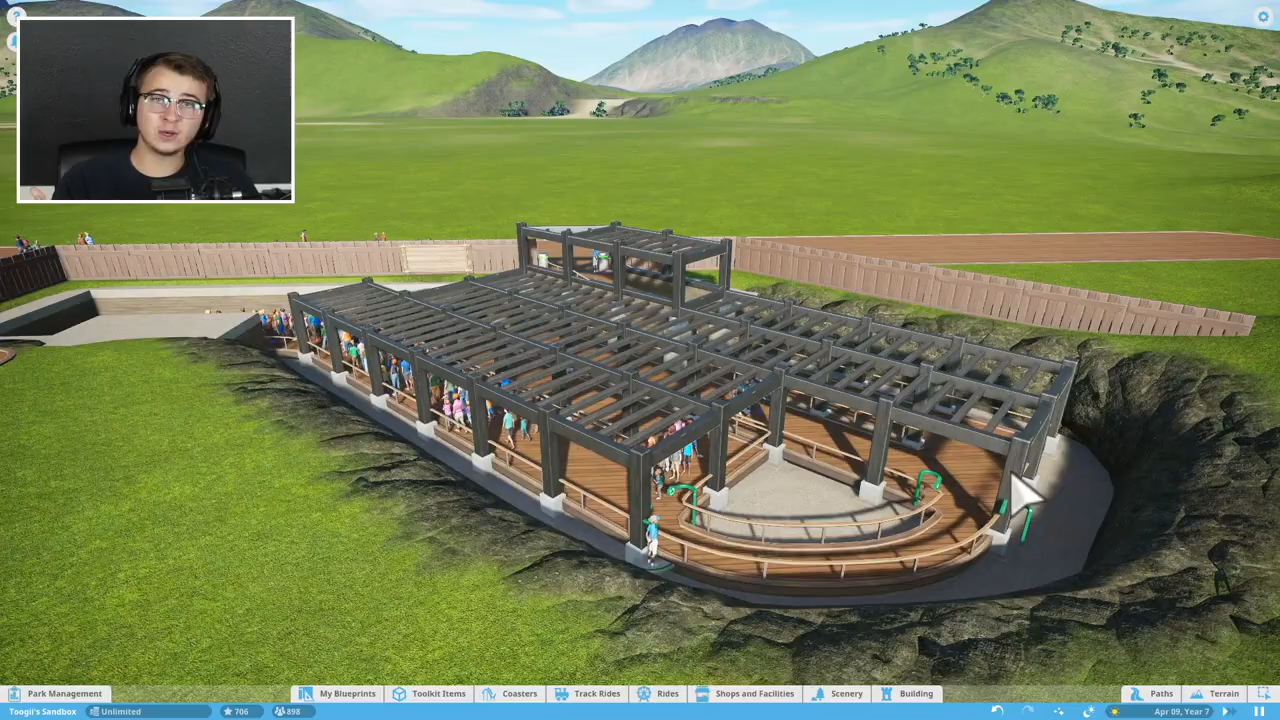 ?
Park Management
My Blueprints
Toolkit Items
Coasters
Track Rides
Rides
Shops and Facilities
Scenery
Building
Paths
Terrain
Toogii's Sandbox
Unlimited
706
898
Apr 09, Year 7